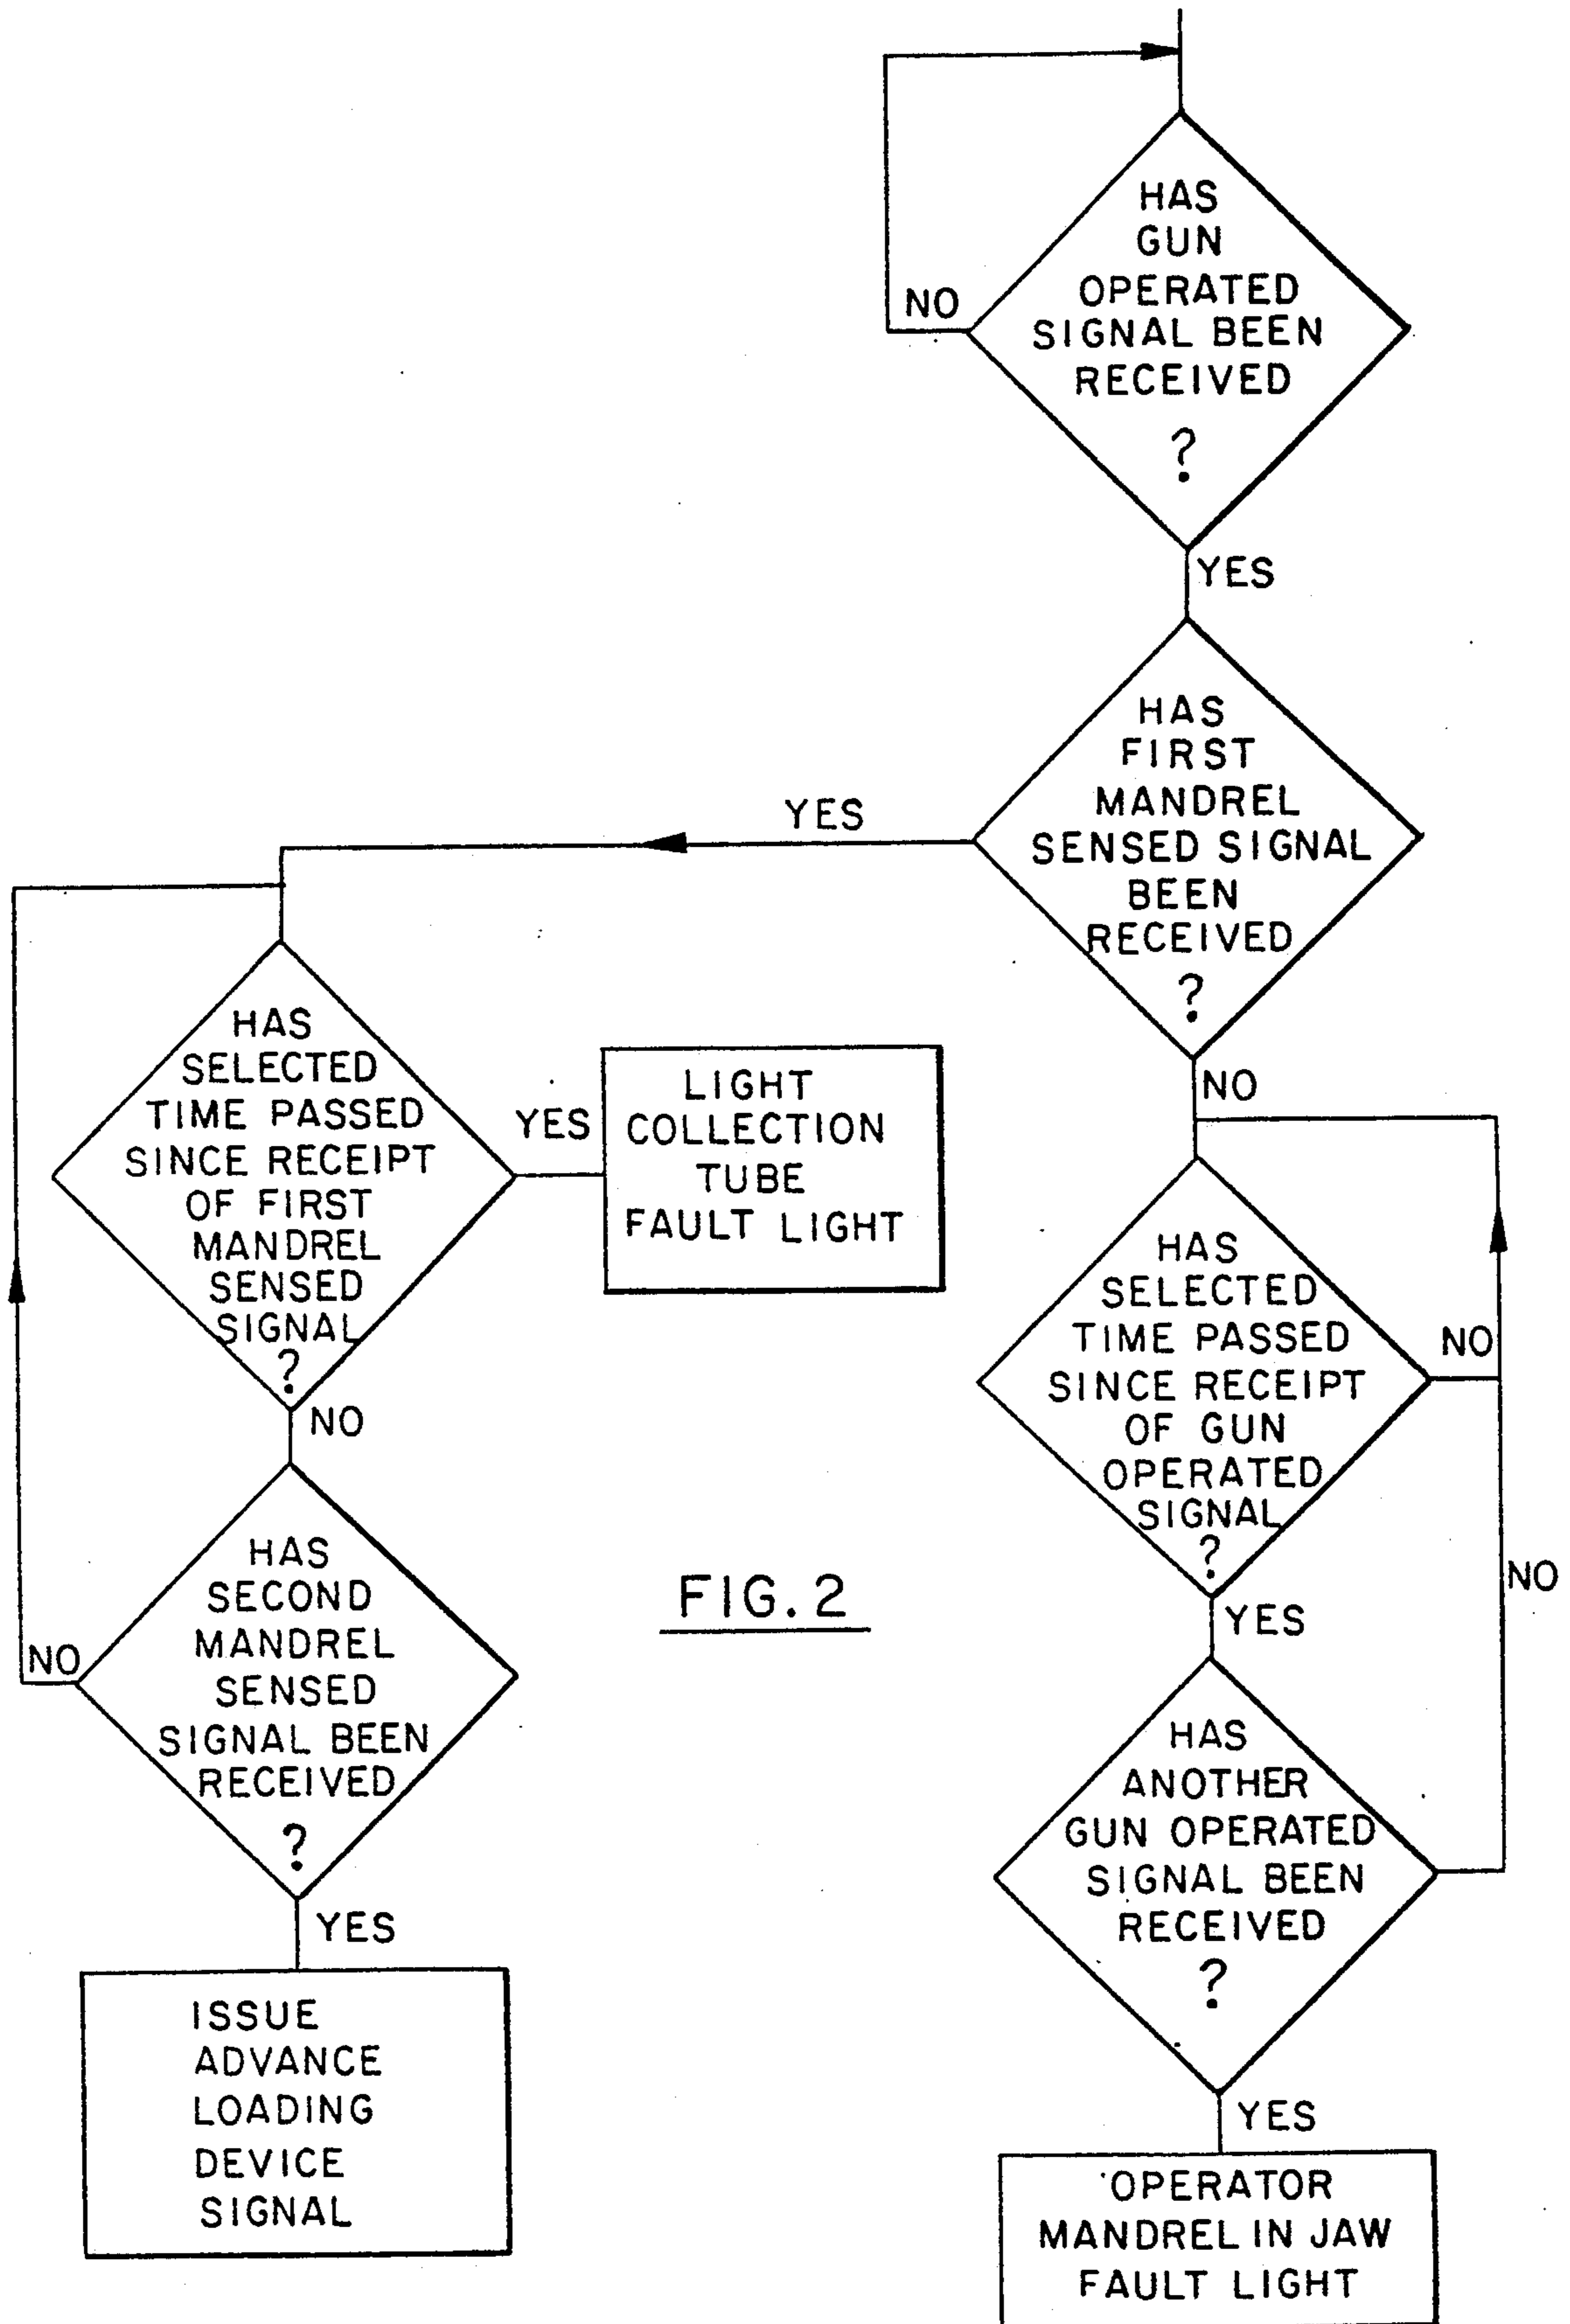 HAS
GUN
OPERATED
SIGNAL BEEN
RECEIVED
?
NO
YES
HAS
FIRST
MANDREL
SENSED SIGNAL
BEEN
RECEIVED
?
YES
NO
HAS
SELECTED
TIME PASSED
SINCE RECEIPT
OF FIRST
MANDREL
SENSED
SIGNAL
?
YES
LIGHT
COLLECTION
TUBE
FAULT LIGHT
NO
HAS
SECOND
MANDREL
SENSED
SIGNAL BEEN
RECEIVED
?
NO
YES
ISSUE
ADVANCE
LOADING
DEVICE
SIGNAL
HAS
SELECTED
TIME PASSED
SINCE RECEIPT
OF GUN
OPERATED
SIGNAL
?
NO
YES
NO
HAS
ANOTHER
GUN OPERATED
SIGNAL BEEN
RECEIVED
?
YES
OPERATOR
MANDREL IN JAW
FAULT LIGHT
FIG. 2